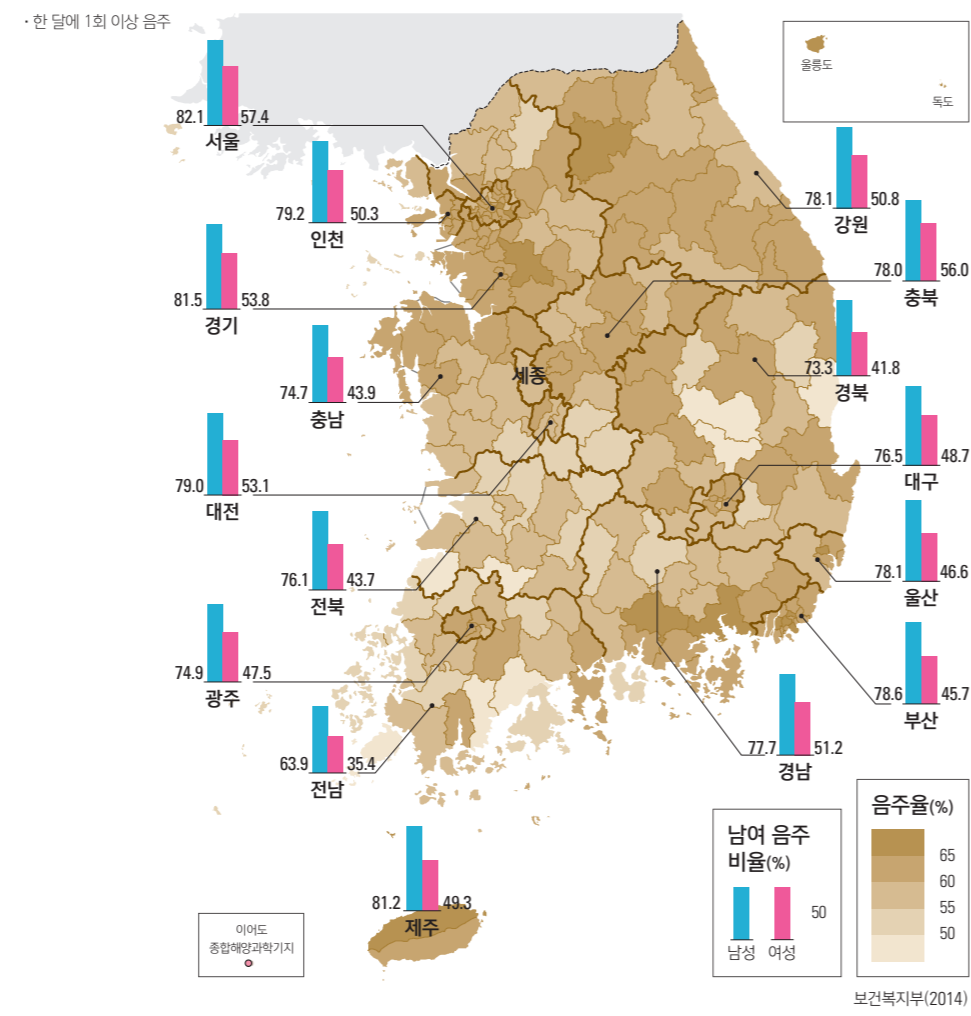 · 한 달에 1회 이상 음주
울릉도
독도
82.1 57.4
서울
79.2 50.3
인천
78.1 50.8
강원
81.5 53.8
경기
78.0 56.0
충북
74.7 43.9
충남
세종
73.3 41.8
경북
79.0 53.1
대전
76.5 48.7
대구
76.1 43.7
전북
78.1 46.6
울산
74.9 47.5
광주
78.6 45.7
부산
63.9 35.4
전남
77.7 51.2
경남
81.2 49.3
제주
이어도
종합해양과학기지
남여 음주
비율(%)
50
남성 여성
음주율(%)
65
60
55
50
보건복지부(2014)